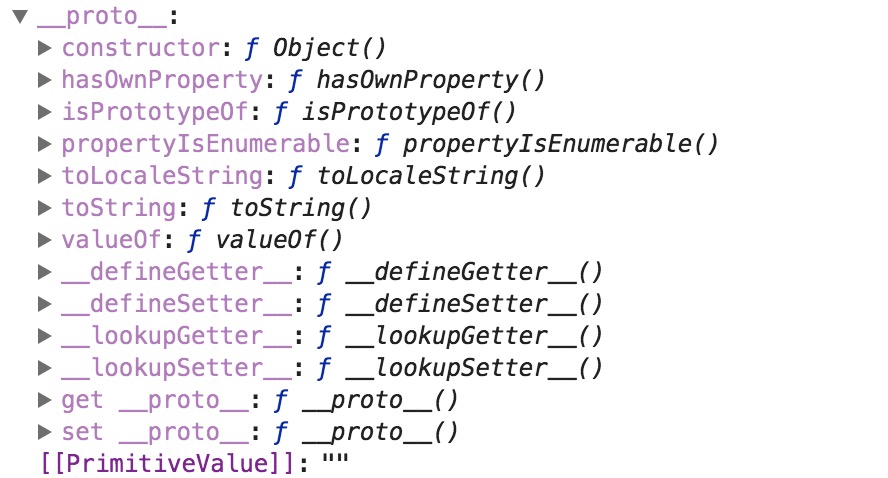 ▼ __proto__:
▶ constructor: ƒ Object()
▶ hasOwnProperty: ƒ hasOwnProperty()
▶ isPrototypeOf: ƒ isPrototypeOf()
▶ propertyIsEnumerable: ƒ propertyIsEnumerable()
▶ toLocaleString: ƒ toLocaleString()
▶ toString: ƒ toString()
▶ valueOf: ƒ valueOf()
▶ __defineGetter__: ƒ __defineGetter__()
▶ __defineSetter__: ƒ __defineSetter__()
▶ __lookupGetter__: ƒ __lookupGetter__()
▶ __lookupSetter__: ƒ __lookupSetter__()
▶ get __proto__: ƒ __proto__()
▶ set __proto__: ƒ __proto__()
[[PrimitiveValue]]: ""